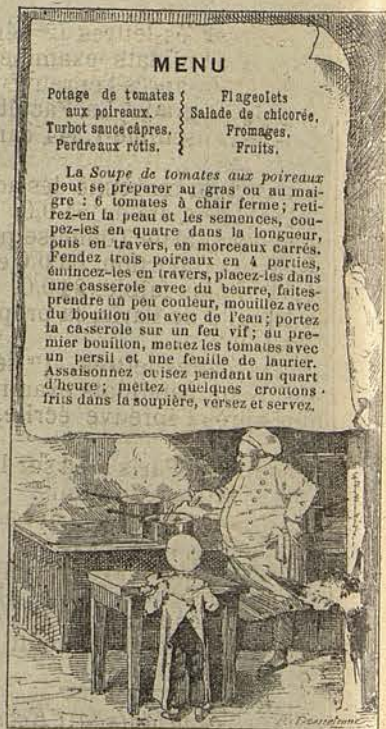 MENU
Potage de tomates
aux poireaux.
Turbot sauce câpres.
Perdreaux rôtis.
Flageolets
Salade de chicorée.
Fromages.
Fruits.
La Soupe de tomates aux poireaux
peut se préparer au gras ou au mai-
gre : 6 tomates à chair ferme ; reti-
rez-en la peau et les semences, cou-
pez-les en quatre dans la longueur,
puis en travers, en morceaux carrés.
Fendez trois poireaux en 4 parties,
émincez-les en travers, placez-les dans
une casserole avec du beurre, faites-
prendre un peu couleur, mouillez avec
du bouillon ou avec de l'eau ; portez
la casserole sur un feu vif ; au pre-
mier bouillon, mettez les tomates avec
un persil et une feuille de laurier.
Assaisonnez cuisez pendant un quart
d'heure ; mettez quelques croutons
frits dans la soupière, versez et servez.